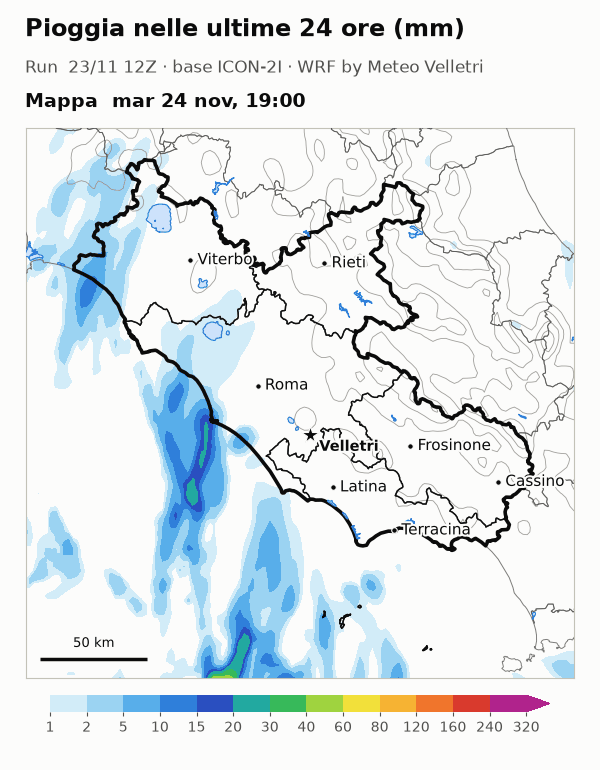 Pioggia nelle ultime 24 ore (mm)
Run  23/11 12Z · base ICON-2I · WRF by Meteo Velletri
Mappa  mar 24 nov, 19:00
Viterbo
Rieti
Roma
Velletri
Frosinone
Latina
Cassino
Terracina
50 km
1 2 5 10 15 20 30 40 60 80 120 160 240 320